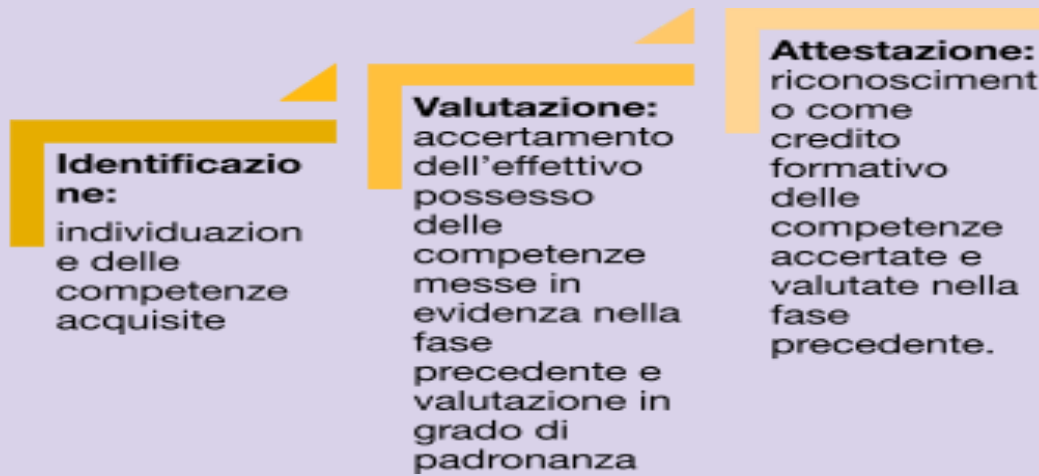 Identificazio
ne:
individuazion
e delle
competenze
acquisite
Valutazione:
accertamento
dell'effettivo
possesso
delle
competenze
messe in
evidenza nella
fase
precedente e
valutazione in
grado di
padronanza
Attestazione:
riconosciment
o come
credito
formativo
delle
competenze
accertate e
valutate nella
fase
precedente.